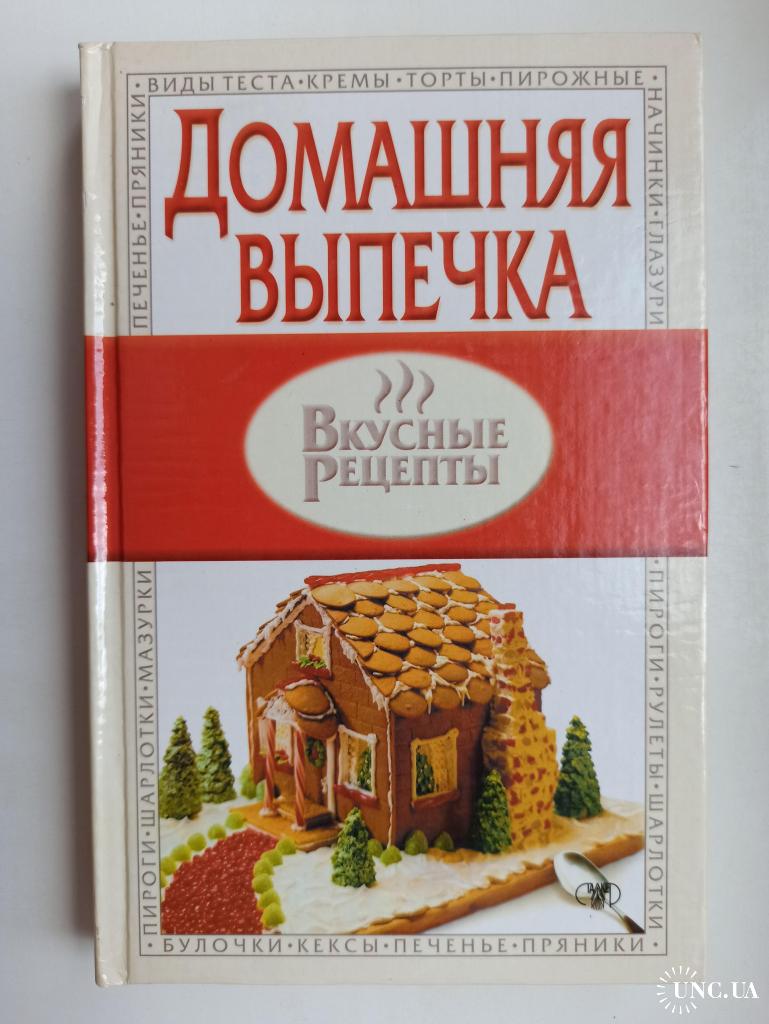 ВИДЫ ТЕСТА•КРЕМЫ•ТОРТЫ•ПИРОЖНЫЕ
НАЧИНКИ•ГЛАЗУРИ
ПЕЧЕНЬЕ•ПРЯНИКИ
ДОМАШНЯЯ
ВЫПЕЧКА
ВКУСНЫЕ
РЕЦЕПТЫ
ПИРОГИ•ШАРЛОТКИ•МАЗУРКИ
ПИРОГИ•РУЛЕТЫ•ШАРЛОТКИ
БУЛОЧКИ•КЕКСЫ•ПЕЧЕНЬЕ•ПРЯНИКИ
UNC.UA